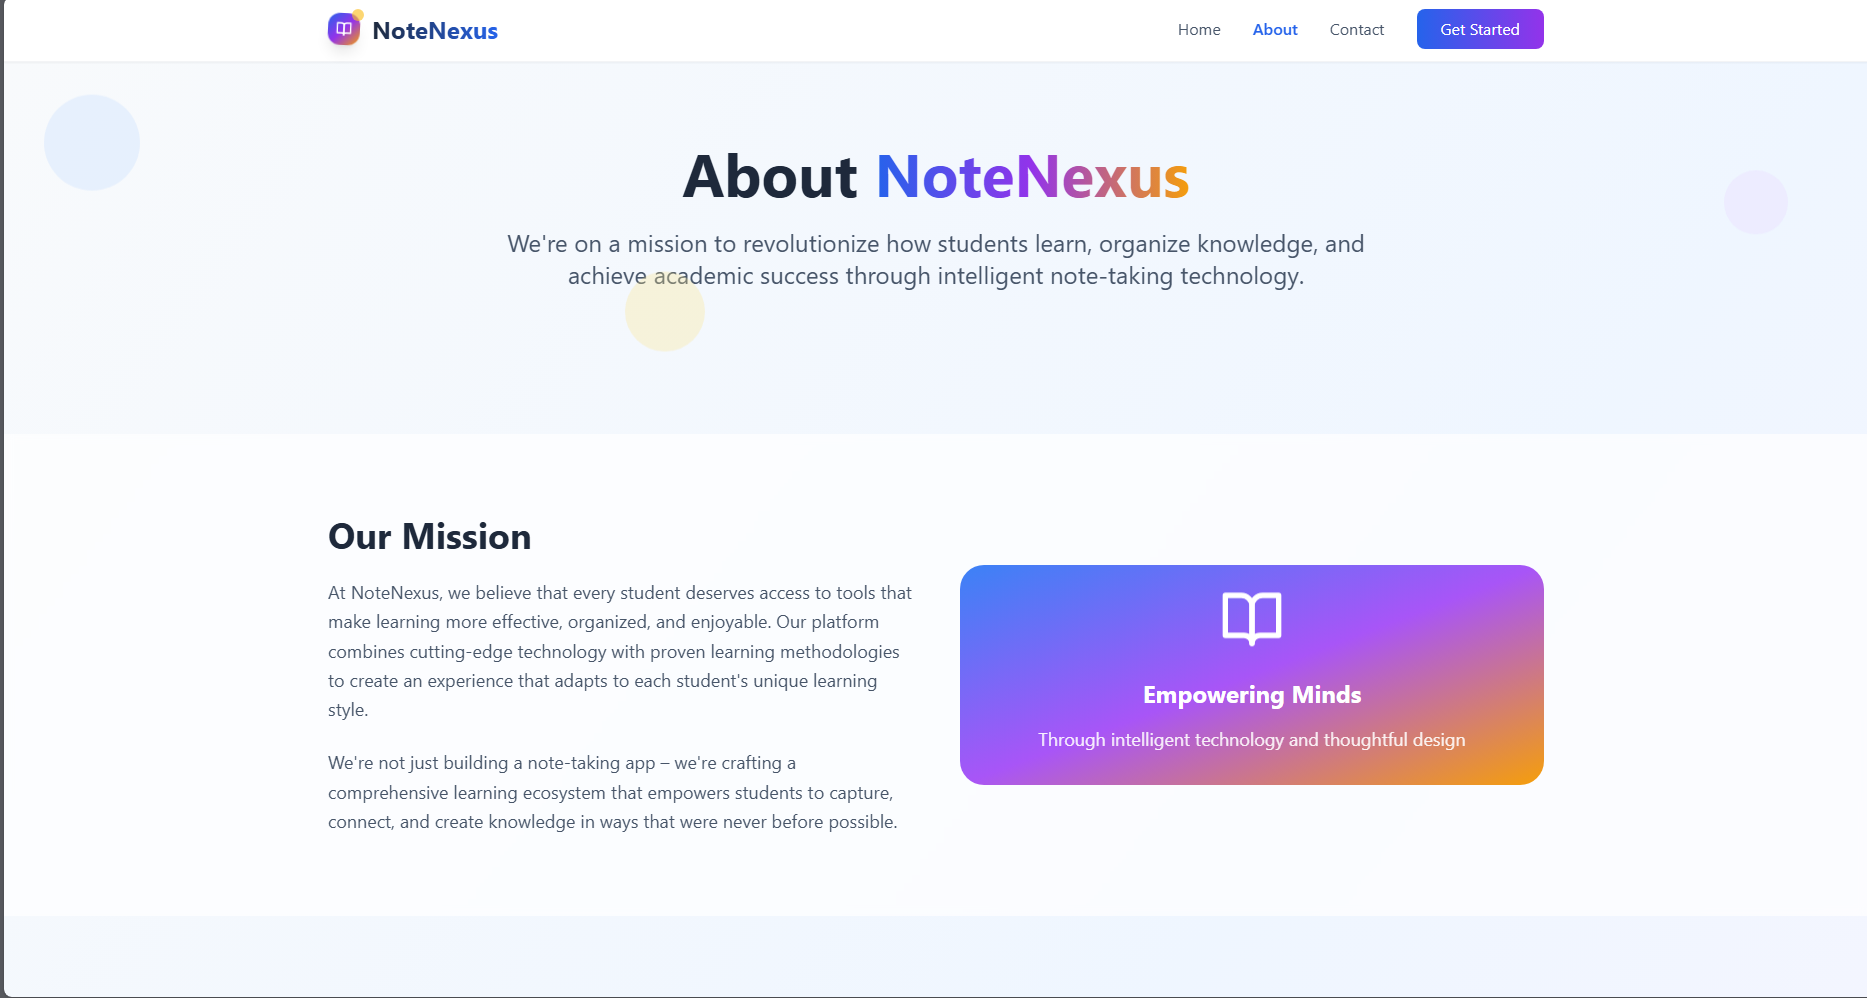 NoteNexus
Home
About
Contact
Get Started
About NoteNexus
We're on a mission to revolutionize how students learn, organize knowledge, and
achieve academic success through intelligent note-taking technology.
Our Mission
At NoteNexus, we believe that every student deserves access to tools that
make learning more effective, organized, and enjoyable. Our platform
combines cutting-edge technology with proven learning methodologies
to create an experience that adapts to each student's unique learning
style.
We're not just building a note-taking app – we're crafting a
comprehensive learning ecosystem that empowers students to capture,
connect, and create knowledge in ways that were never before possible.
Empowering Minds
Through intelligent technology and thoughtful design